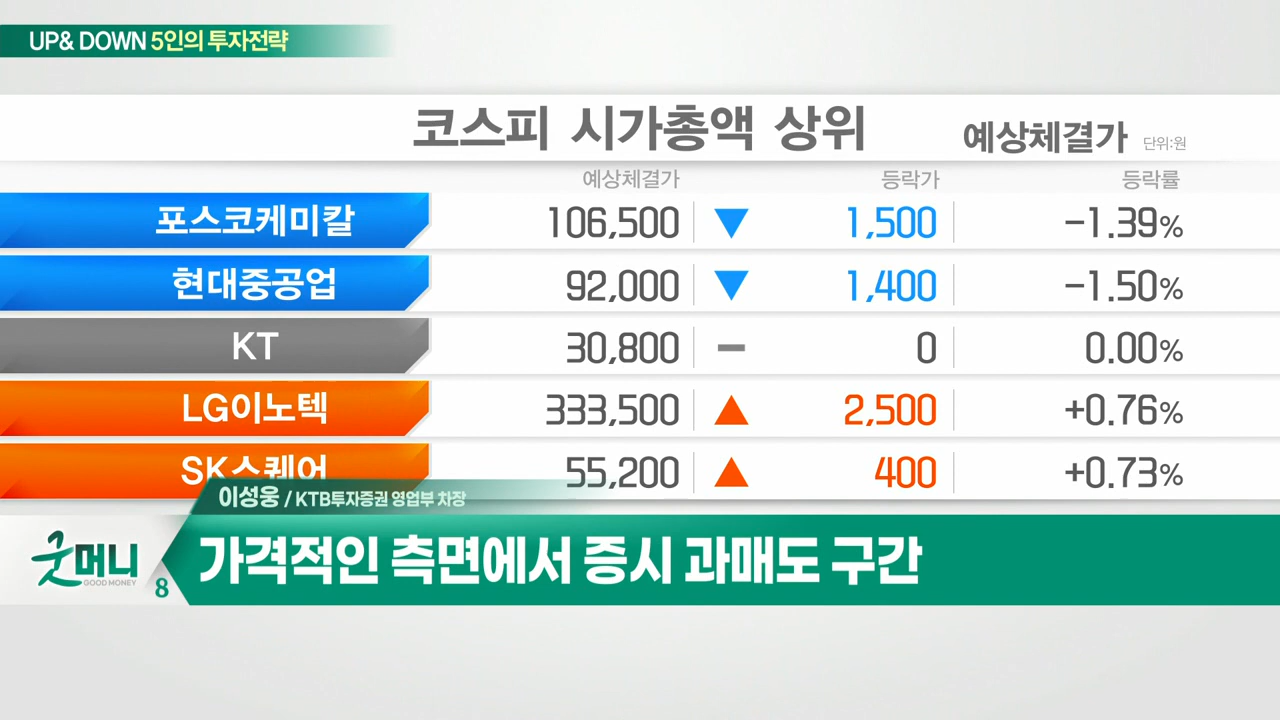 UP& DOWN 5인의 투자전략
코스피 시가총액 상위 예상체결가 단위:원
예상체결가 등락가 등락률
포스코케미칼 106,500 ▼ 1,500 -1.39%
현대중공업 92,000 ▼ 1,400 -1.50%
KT 30,800 - 0 0.00%
LG이노텍 333,500 ▲ 2,500 +0.76%
SK스퀘어 55,200 ▲ 400 +0.73%
이성웅 / KTB투자증권 영업부 차장
가격적인 측면에서 증시 과매도 구간
굿머니
GOOD MONEY
8